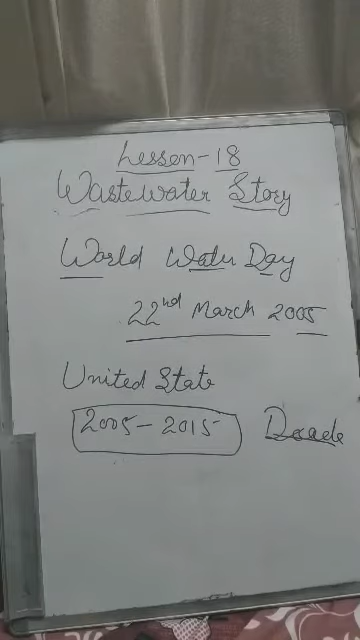 Lesson-18
Wastewater Story
World Water Day
22nd March 2005
United State
2005-2015 Decade